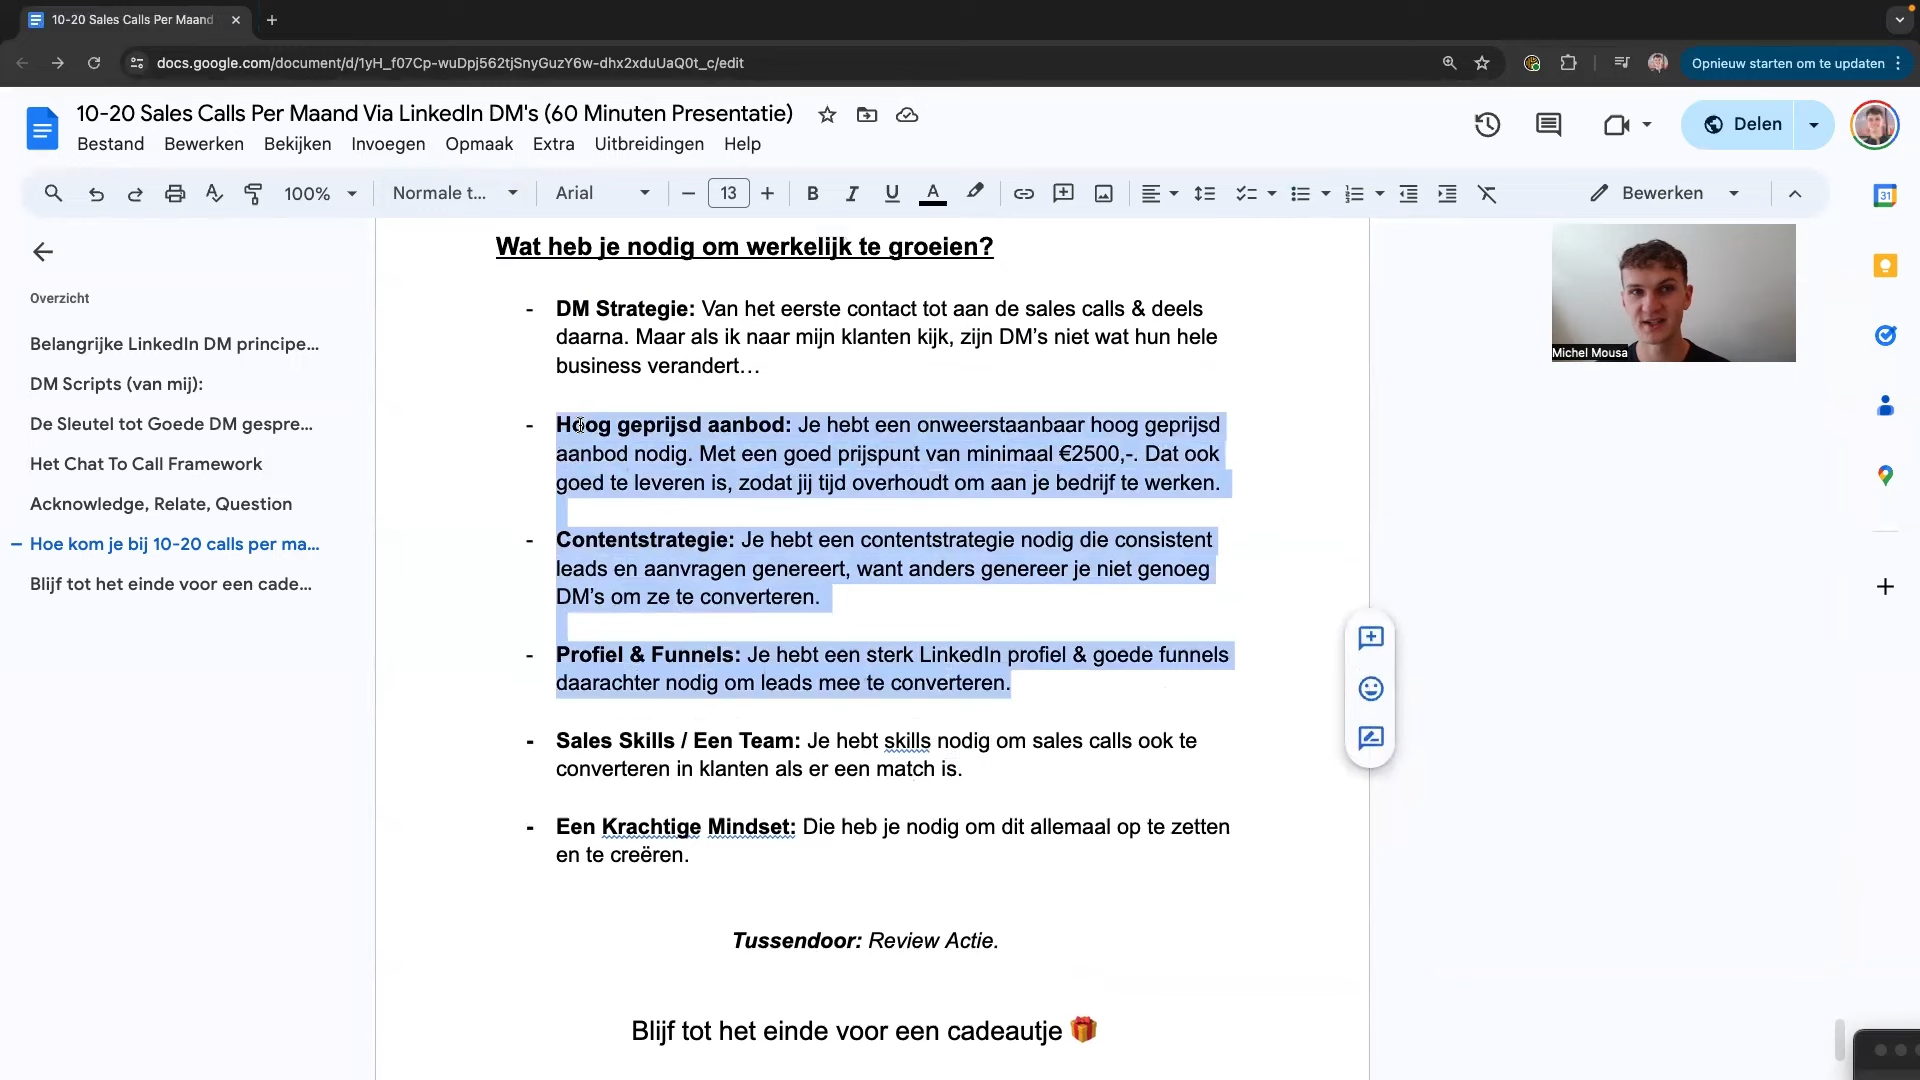 10-20 Sales Calls Per Maand
docs.google.com/document/d/1yH_f07Cp-wuDpj562tjSnyGuzY6w-dhx2xduUaQ0t_c/edit
Opnieuw starten om te updaten
10-20 Sales Calls Per Maand Via LinkedIn DM's (60 Minuten Presentatie)
Delen
Bestand Bewerken Bekijken Invoegen Opmaak Extra Uitbreidingen Help
100% Normale t... Arial 13 Bewerken
31
Overzicht
Belangrijke LinkedIn DM principe...
DM Scripts (van mij):
De Sleutel tot Goede DM gespre...
Het Chat To Call Framework
Acknowledge, Relate, Question
Hoe kom je bij 10-20 calls per ma...
Blijf tot het einde voor een cade...
Wat heb je nodig om werkelijk te groeien?
- DM Strategie: Van het eerste contact tot aan de sales calls & deels
daarna. Maar als ik naar mijn klanten kijk, zijn DM's niet wat hun hele
business verandert…
- Hoog geprijsd aanbod: Je hebt een onweerstaanbaar hoog geprijsd
aanbod nodig. Met een goed prijspunt van minimaal €2500,-. Dat ook
goed te leveren is, zodat jij tijd overhoudt om aan je bedrijf te werken.
- Contentstrategie: Je hebt een contentstrategie nodig die consistent
leads en aanvragen genereert, want anders genereer je niet genoeg
DM's om ze te converteren.
- Profiel & Funnels: Je hebt een sterk LinkedIn profiel & goede funnels
daarachter nodig om leads mee te converteren.
- Sales Skills / Een Team: Je hebt skills nodig om sales calls ook te
converteren in klanten als er een match is.
- Een Krachtige Mindset: Die heb je nodig om dit allemaal op te zetten
en te creëren.
Tussendoor: Review Actie.
Blijf tot het einde voor een cadeautje 🎁
Michel Mousa